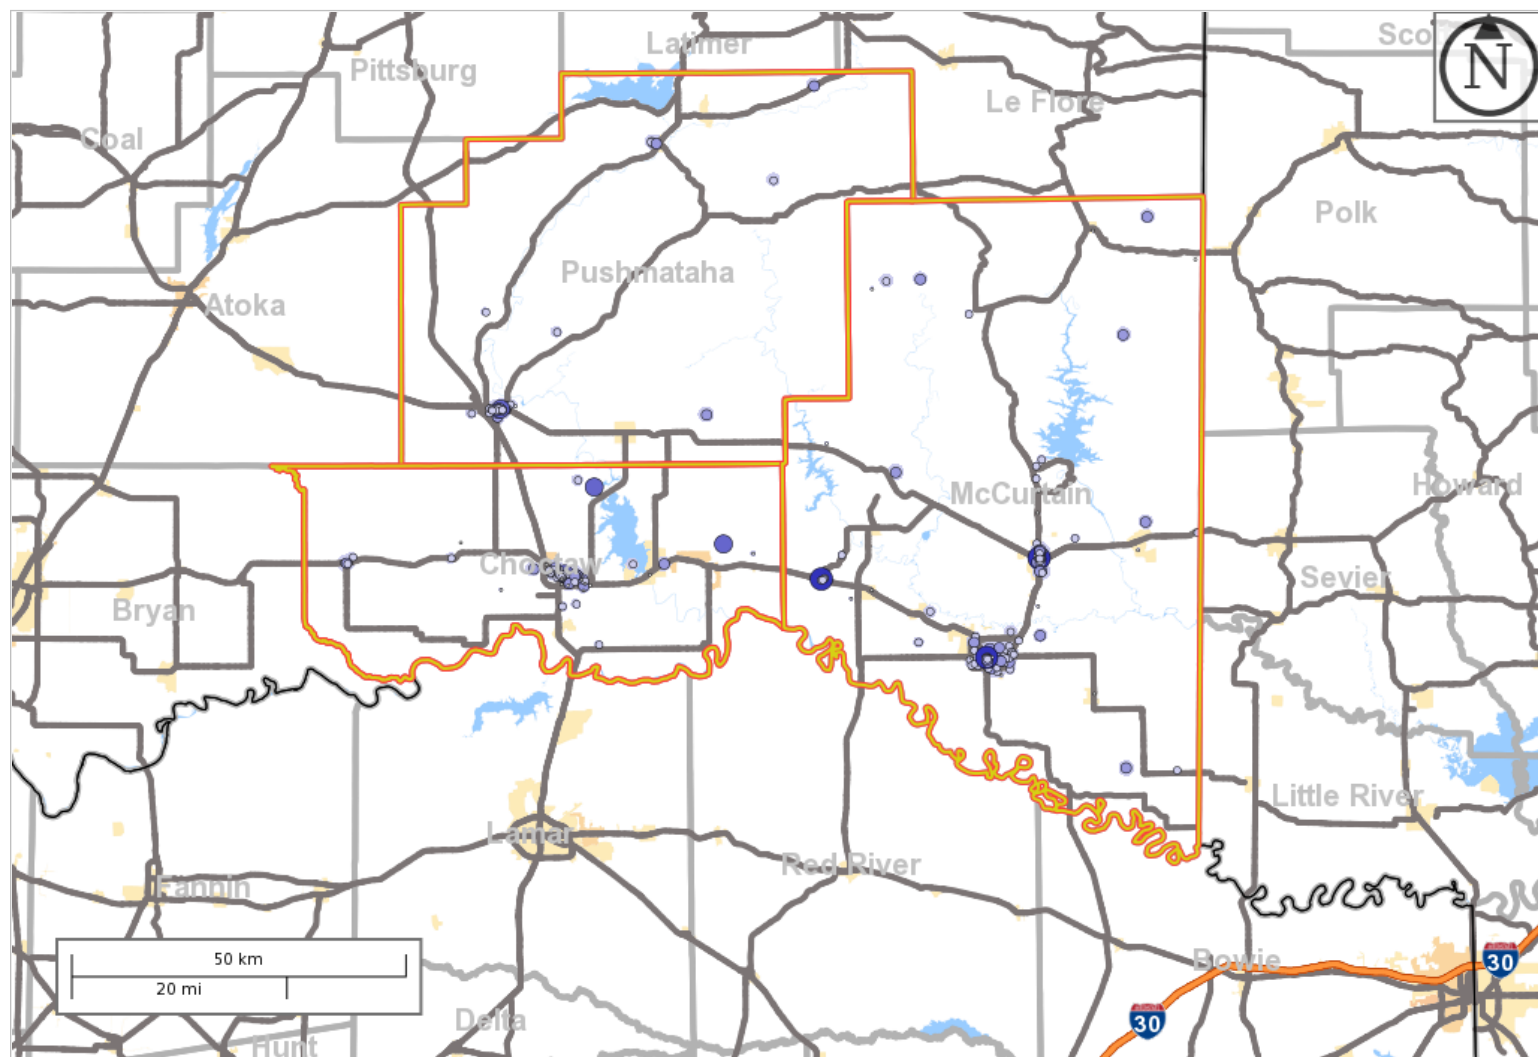 Latimer
Sco
N
Pittsburg
Le Flore
Coal
Polk
Pushmataha
Atoka
McCurtain
Howard
Choctaw
Sevier
Bryan
Little River
Lamar
Red River
Fannin
Bowie
30
50 km
20 mi
30
Delta
Hunt